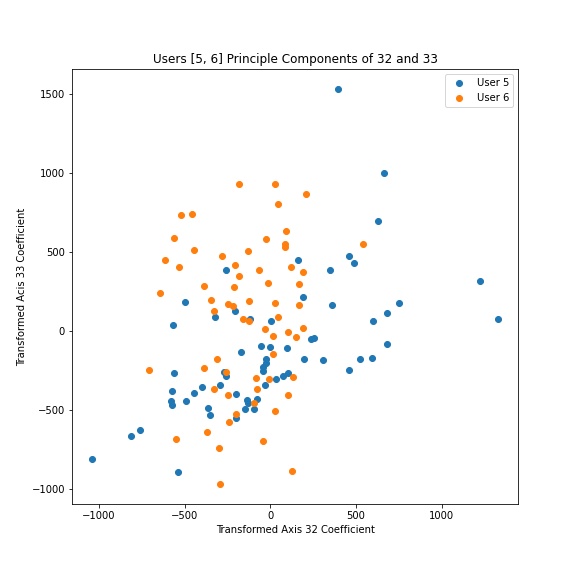 Users [5, 6] Principle Components of 32 and 33
User 5
User 6
1500
1000
500
0
−500
−1000
Transformed Acis 33 Coefficient
−1000
−500
0
500
1000
Transformed Axis 32 Coefficient